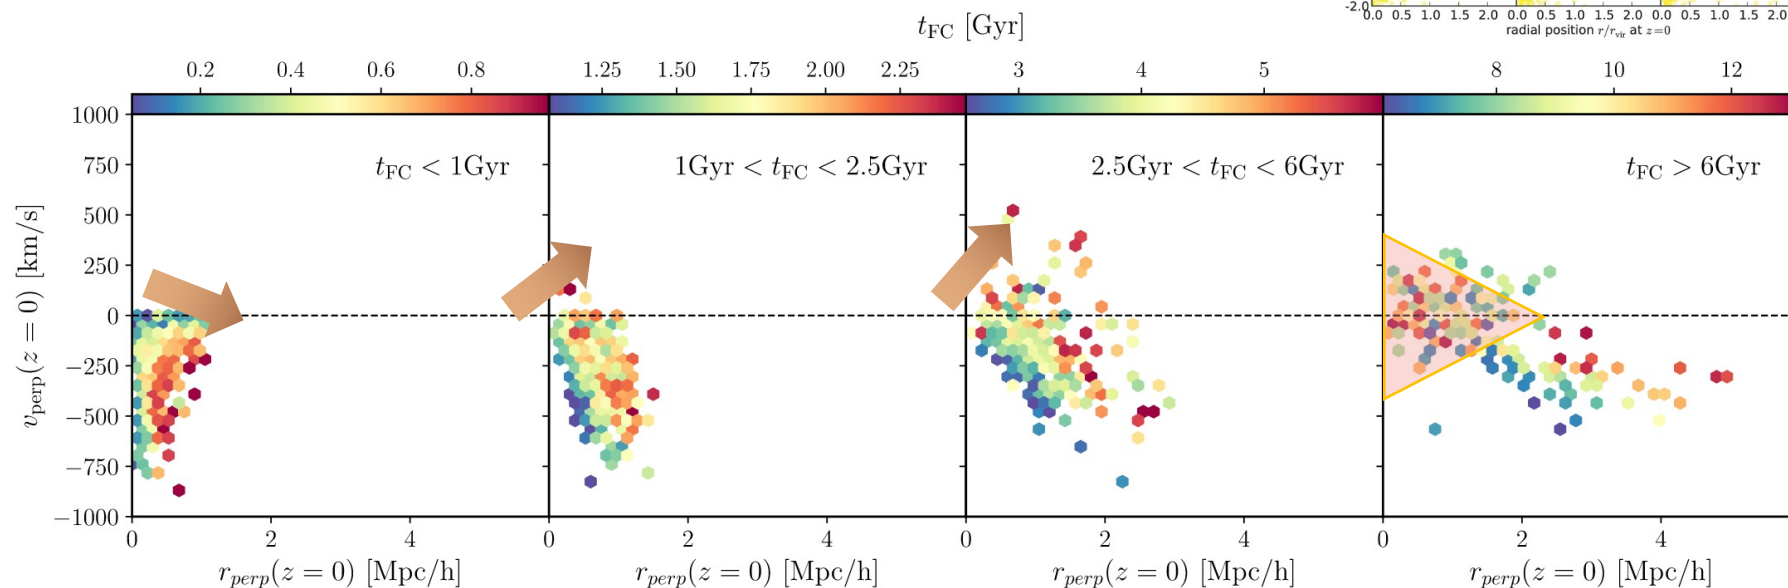 -2.0
0.0 0.5 1.0 1.5 2.0 0.0 0.5 1.0 1.5 2.0 0.0 0.5 1.0 1.5 2.0
radial position r/r_vir at z=0
t_FC [Gyr]
0.2 0.4 0.6 0.8 1.25 1.50 1.75 2.00 2.25 3 4 5 8 10 12
1000
t_FC < 1Gyr 1Gyr < t_FC < 2.5Gyr 2.5Gyr < t_FC < 6Gyr t_FC > 6Gyr
750
500
250
0
−250
−500
−750
−1000
v_perp(z = 0) [km/s]
0 2 4 0 2 4 0 2 4 0 2 4
r_perp(z = 0) [Mpc/h] r_perp(z = 0) [Mpc/h] r_perp(z = 0) [Mpc/h] r_perp(z = 0) [Mpc/h]